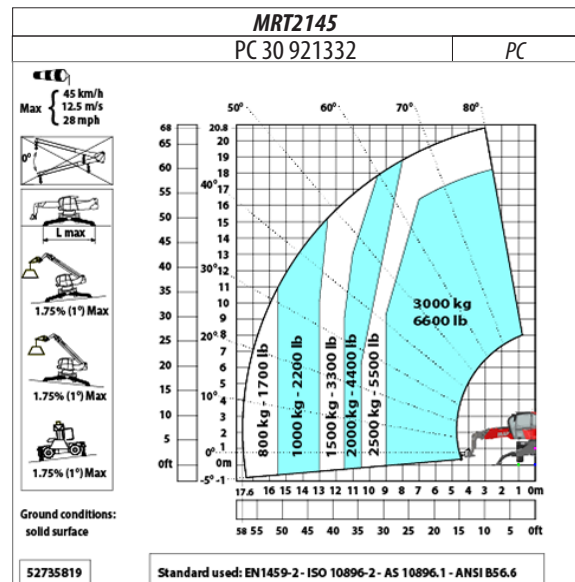 MRT2145
PC 30 921332 PC
Max { 45 km/h
12.5 m/s
28 mph
0°
L max
1.75% (1°) Max
1.75% (1°) Max
1.75% (1°) Max
Ground conditions:
solid surface
52735819
50° 60° 70° 80°
40°
30°
20°
10°
0°
-5°
68
65
60
55
50
45
40
35
30
25
20
15
10
5
0ft
20.8
20
19
18
17
16
15
14
13
12
11
10
9
8
7
6
5
4
3
2
1
0m
-1
800 kg - 1700 lb
1000 kg - 2200 lb
1500 kg - 3300 lb
2000 kg - 4400 lb
2500 kg - 5500 lb
3000 kg
6600 lb
17.6 16 15 14 13 12 11 10 9 8 7 6 5 4 3 2 1 0m
58 55 50 45 40 35 30 25 20 15 10 5 0ft
Standard used: EN1459-2 - ISO 10896-2 - AS 10896.1 - ANSI B56.6